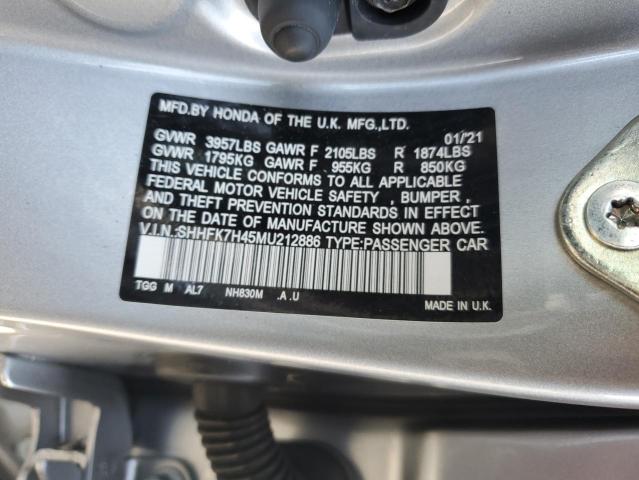 MFD.BY HONDA OF THE U.K. MFG.,LTD.
01/'21
GVWR 3957LBS GAWR F 2105LBS R 1874LBS
GVWR 1795KG GAWR F 955KG R 850KG
THIS VEHICLE CONFORMS TO ALL APPLICABLE
FEDERAL MOTOR VEHICLE SAFETY , BUMPER ,
AND THEFT PREVENTION STANDARDS IN EFFECT
ON THE DATE OF MANUFACTURE SHOWN ABOVE.
V.I.N.:SHHFK7H45MU212886 TYPE:PASSENGER CAR
TGG M AL7 NH830M .A .U
MADE IN U.K.